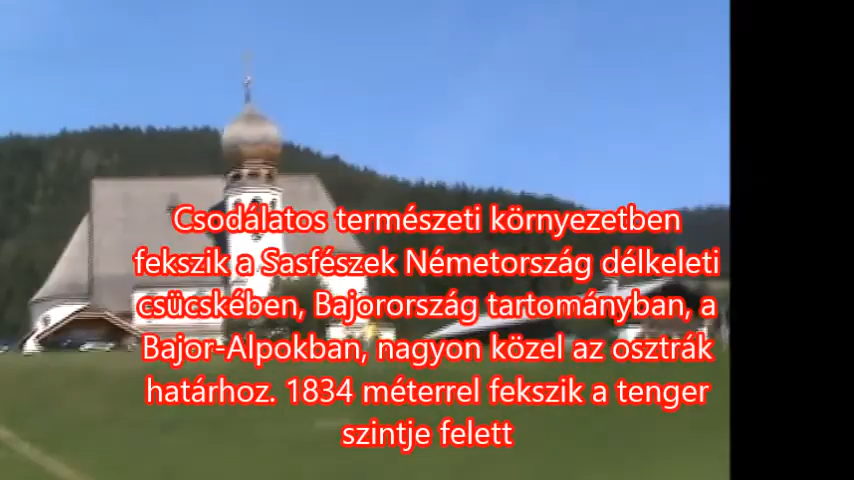 Csodálatos természeti környezetben
fekszik a Sasfészek Németország délkeleti
csücskében, Bajorország tartományban, a
Bajor-Alpokban, nagyon közel az osztrák
határhoz. 1834 méterrel fekszik a tenger
szintje felett